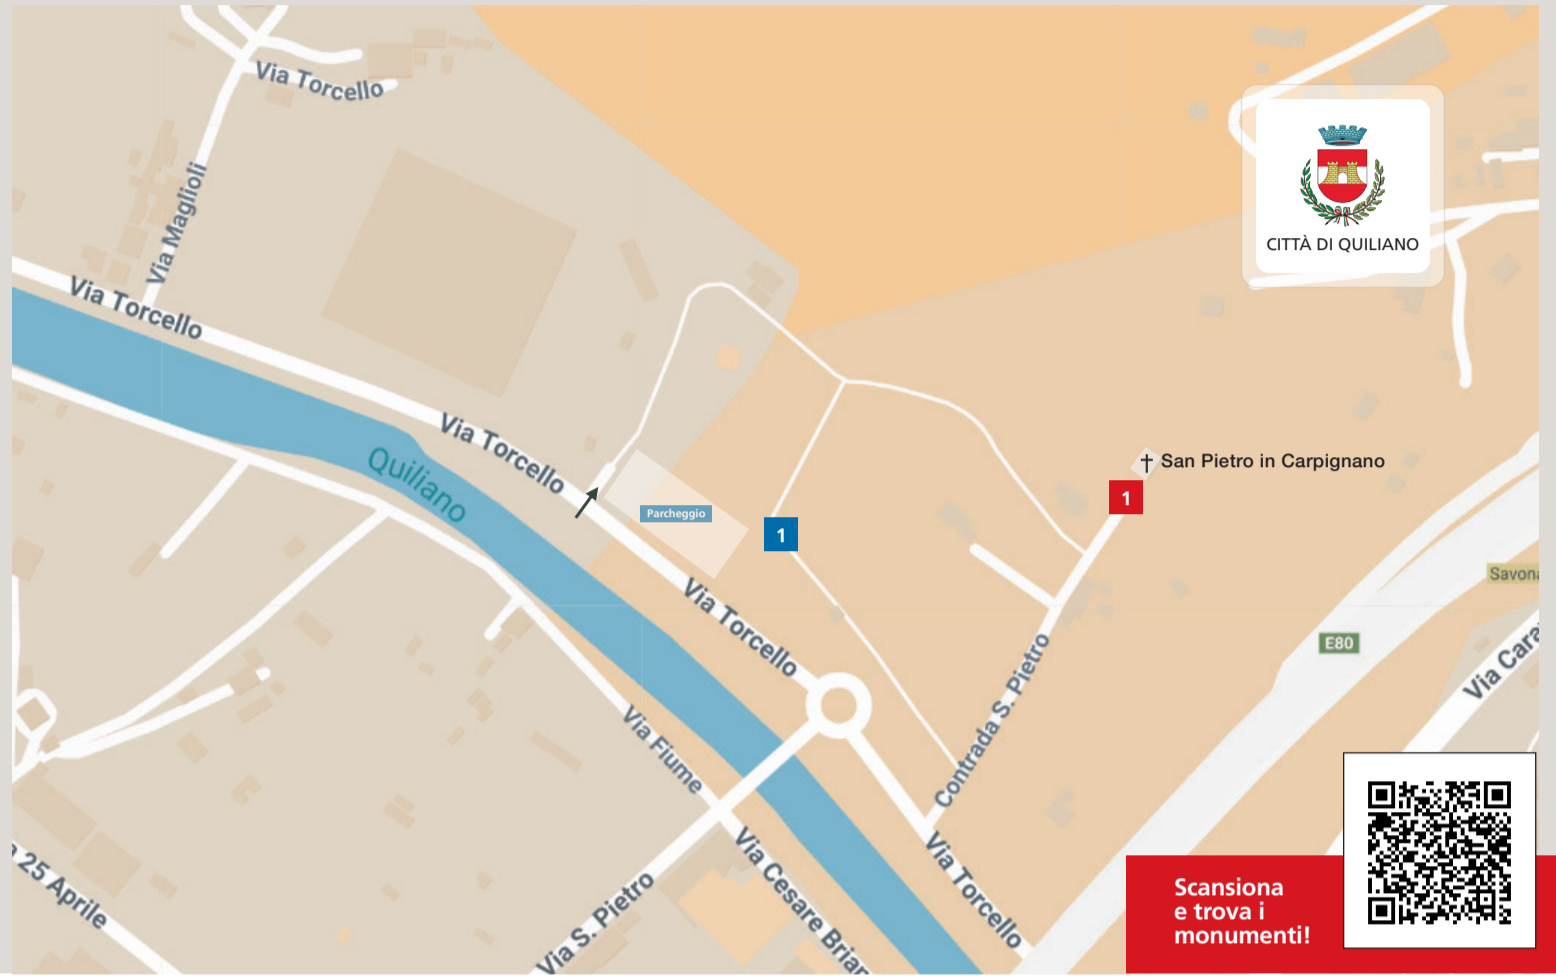 Via Torcello
Via Maglioli
Via Torcello
CITTÀ DI QUILIANO
Via Torcello
Quiliano
San Pietro in Carpignano
1
Parcheggio
1
Savona
Via Torcello
E80
Contrada S. Pietro
Via Fiume
Via Cara
25 Aprile
Via S. Pietro
Via Cesare Brian
Via Torcello
Scansiona
e trova i
monumenti!